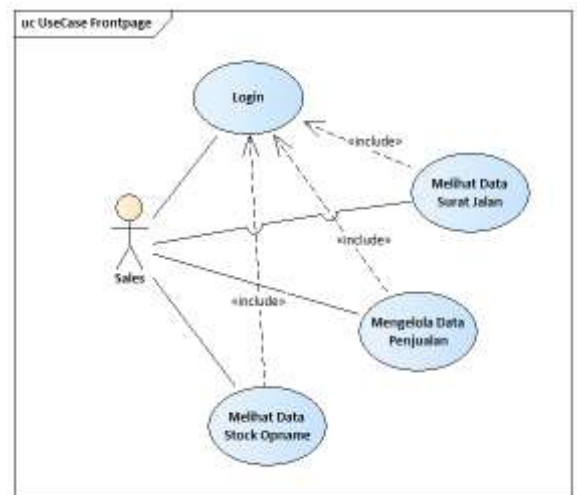 uc UseCase Frontpage
Login
«include»
Melihat Data
Surat Jalan
«include»
Sales
«include»
Mengelola Data
Penjualan
Melihat Data
Stock Opname